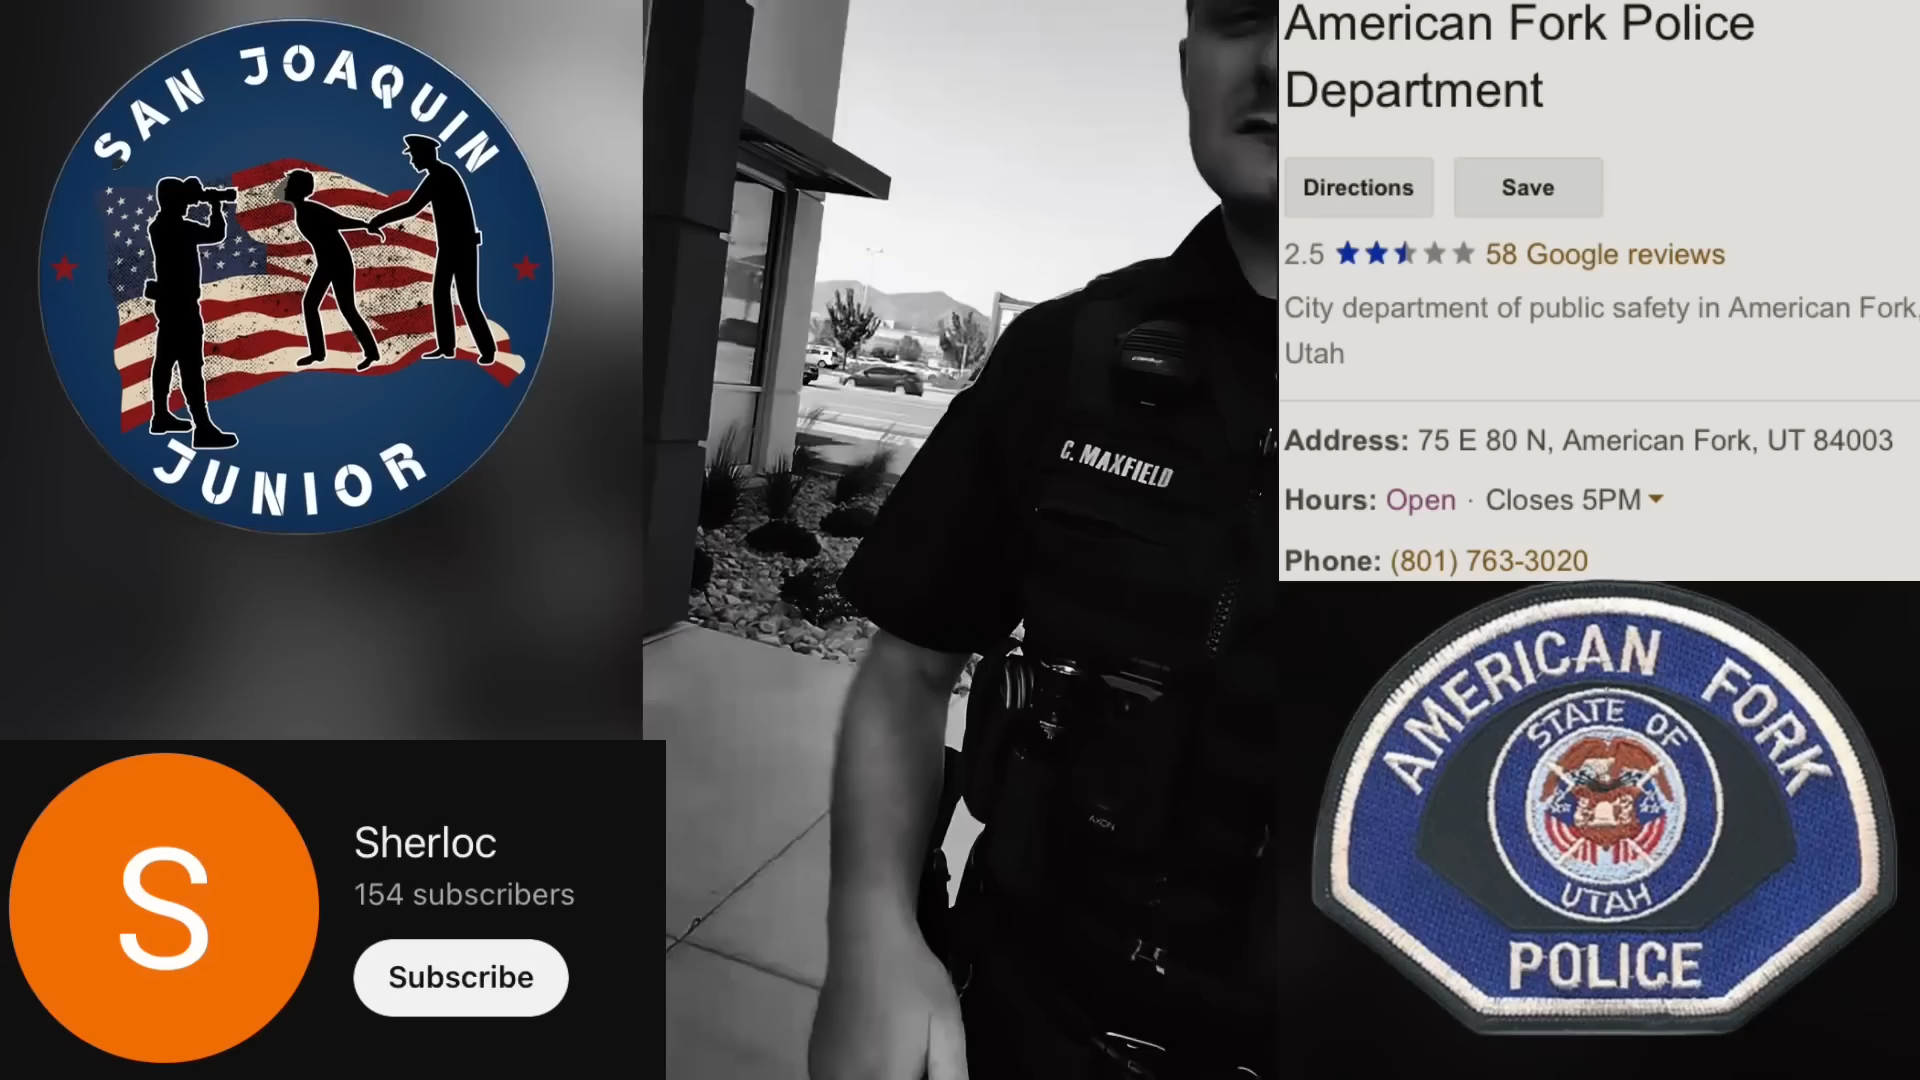 SAN JOAQUIN
JUNIOR
Sherloc
154 subscribers
Subscribe
C. MAXFIELD
AXON
American Fork Police
Department
Directions
Save
2.5
58 Google reviews
City department of public safety in American Fork,
Utah
Address: 75 E 80 N, American Fork, UT 84003
Hours: Open · Closes 5PM
Phone: (801) 763-3020
AMERICAN FORK
STATE OF
UTAH
POLICE